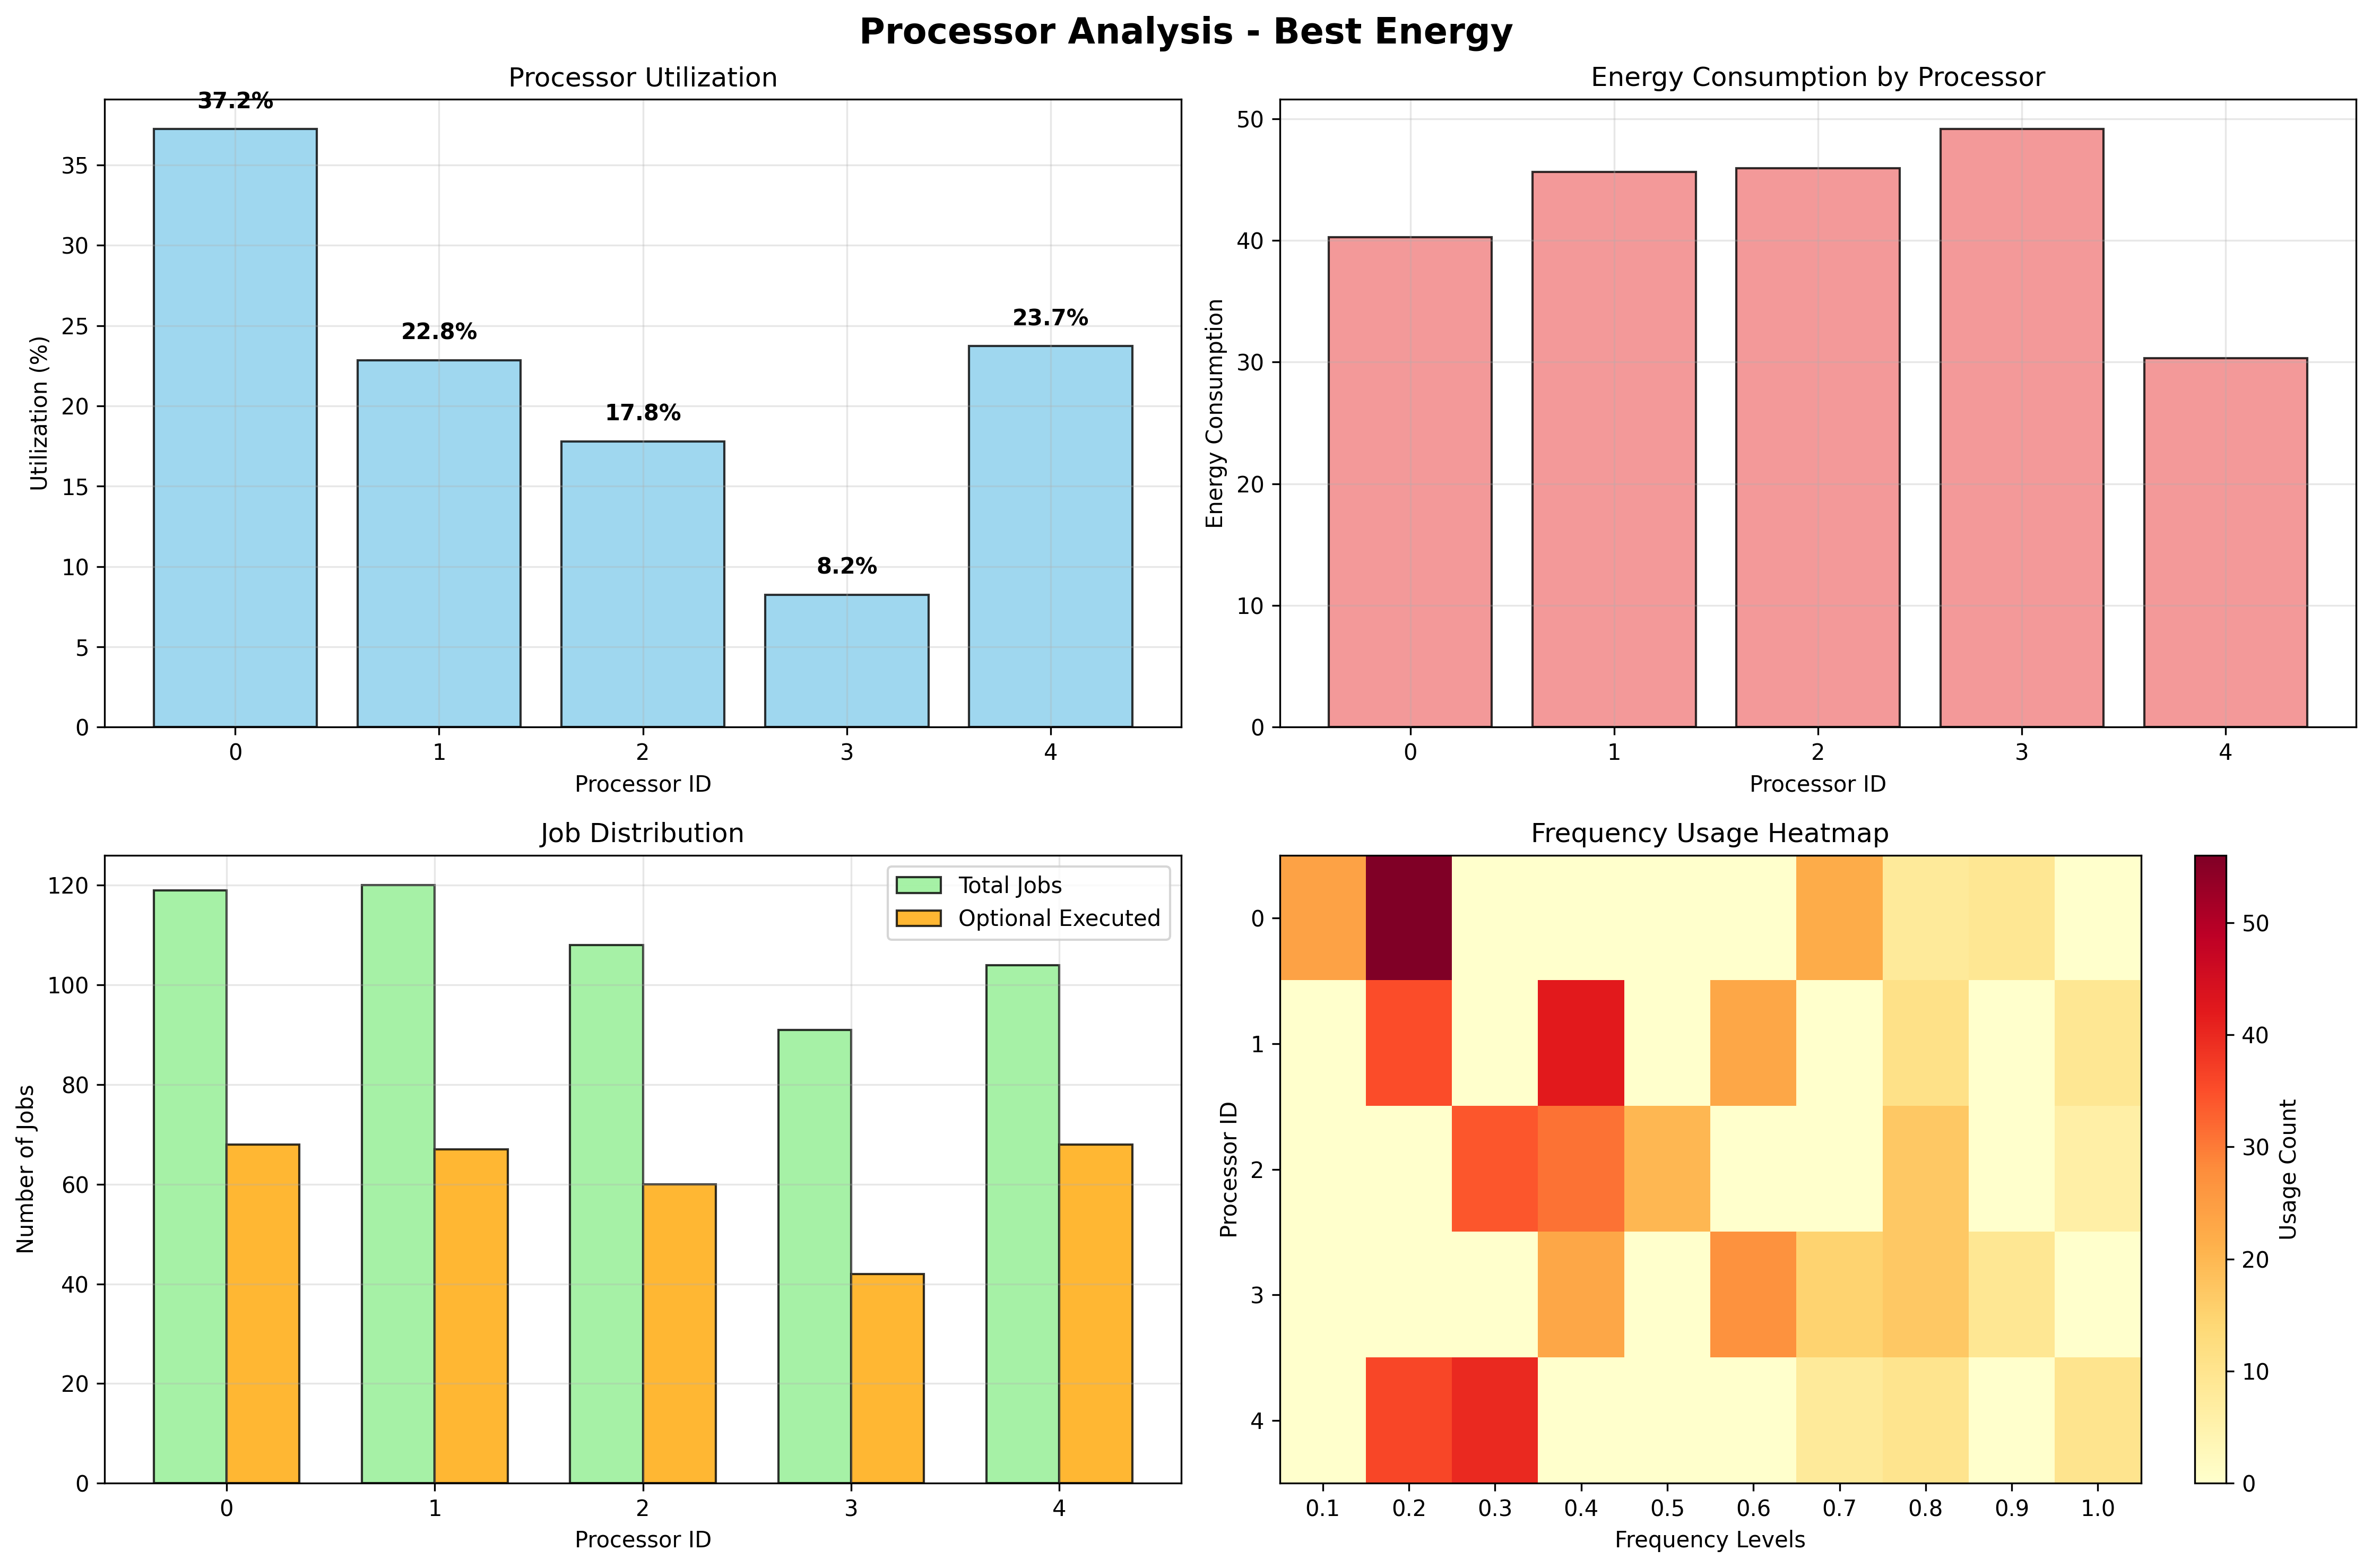 Processor Analysis - Best Energy
Processor Utilization
37.2%
22.8%
17.8%
8.2%
23.7%
35
30
25
20
15
10
5
0
Utilization (%)
0 1 2 3 4
Processor ID
Energy Consumption by Processor
50
40
30
20
10
0
Energy Consumption
0 1 2 3 4
Processor ID
Job Distribution
Total Jobs
Optional Executed
120
100
80
60
40
20
0
Number of Jobs
0 1 2 3 4
Processor ID
Frequency Usage Heatmap
0
1
2
3
4
Processor ID
0.1 0.2 0.3 0.4 0.5 0.6 0.7 0.8 0.9 1.0
Frequency Levels
50
40
30
20
10
0
Usage Count